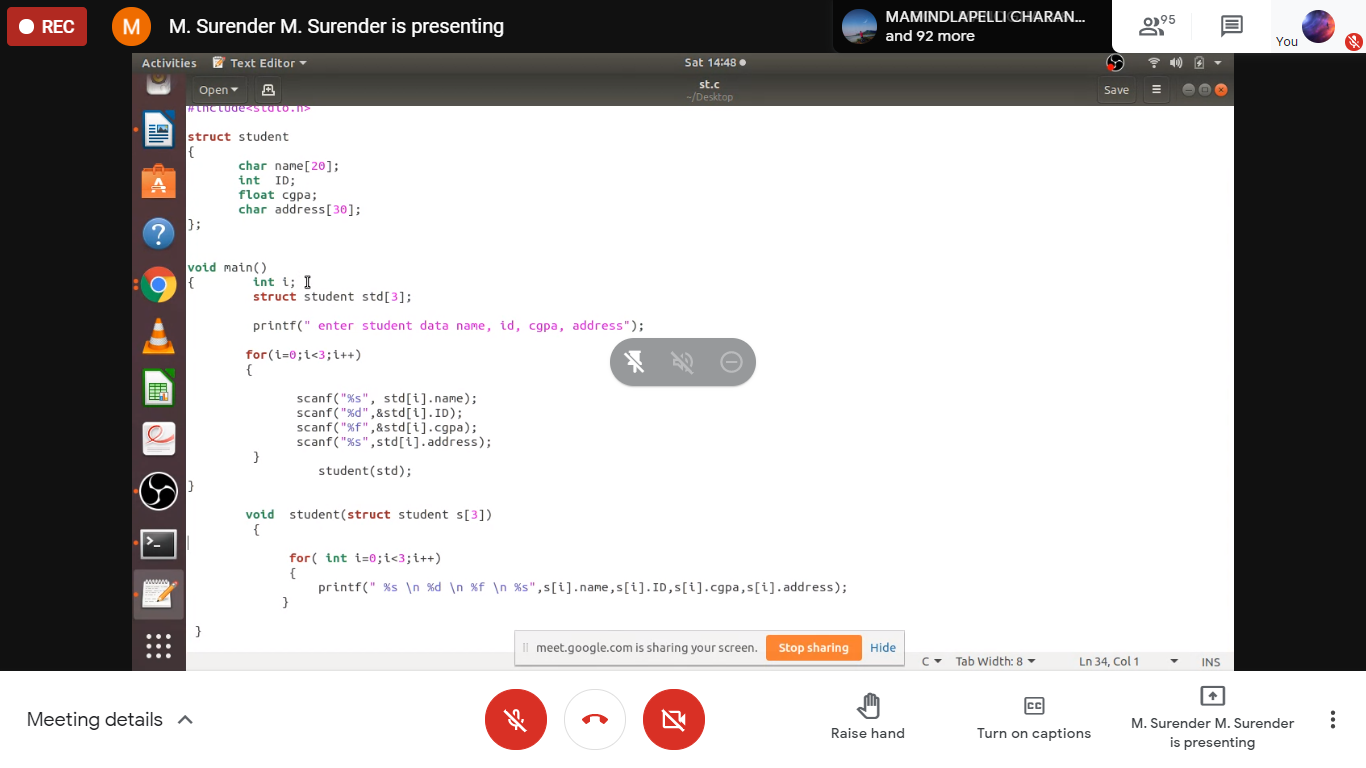 REC
M
M. Surender M. Surender is presenting
MAMINDLAPELLI CHARAN...
and 92 more
95
You
Activities
Text Editor
Sat 14:48
Open
st.c
~/Desktop
Save
#include<stdio.h>
struct student
{
char name[20];
int ID;
float cgpa;
char address[30];
};
void main()
{ int i;
struct student std[3];
printf(" enter student data name, id, cgpa, address");
for(i=0;i<3;i++)
{
scanf("%s", std[i].name);
scanf("%d",&std[i].ID);
scanf("%f",&std[i].cgpa);
scanf("%s",std[i].address);
}
student(std);
}
void student(struct student s[3])
{
for( int i=0;i<3;i++)
{
printf(" %s \n %d \n %f \n %s",s[i].name,s[i].ID,s[i].cgpa,s[i].address);
}
}
meet.google.com is sharing your screen.
Stop sharing
Hide
C
Tab Width: 8
Ln 34, Col 1
INS
Meeting details
Raise hand
CC
Turn on captions
M. Surender M. Surender
is presenting